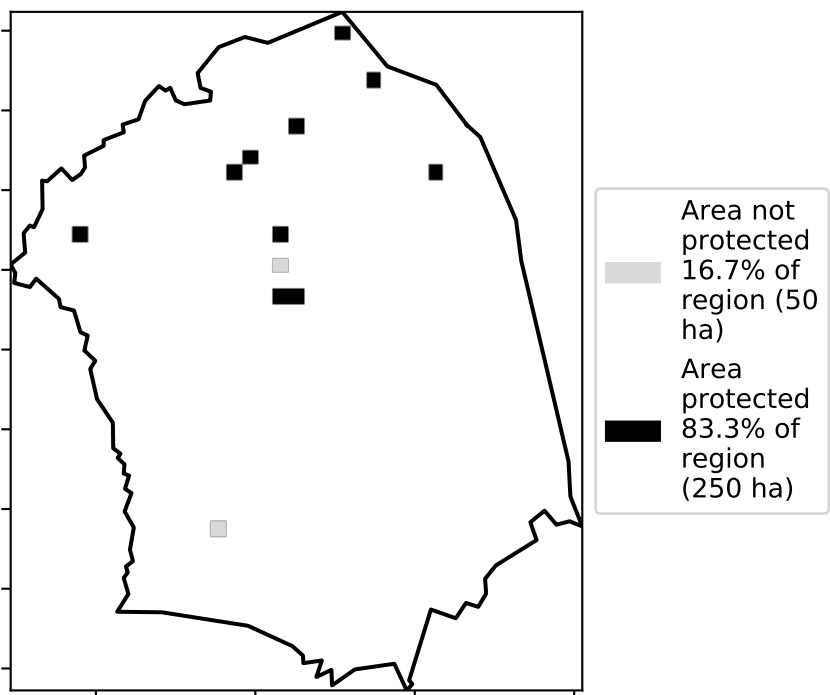 Area not
protected
16.7% of
region (50
ha)
Area
protected
83.3% of
region
(250 ha)